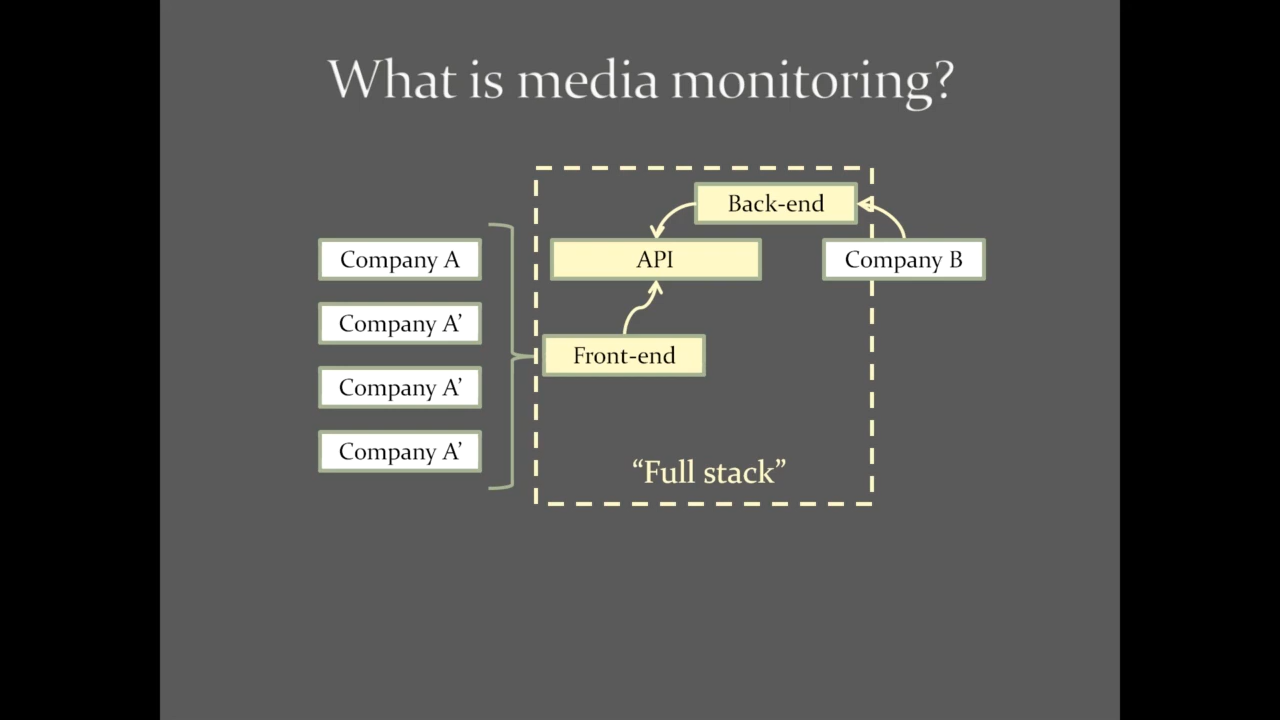 What is media monitoring?
Back-end
Company A
API
Company B
Company A’
Front-end
Company A’
Company A’
“Full stack”